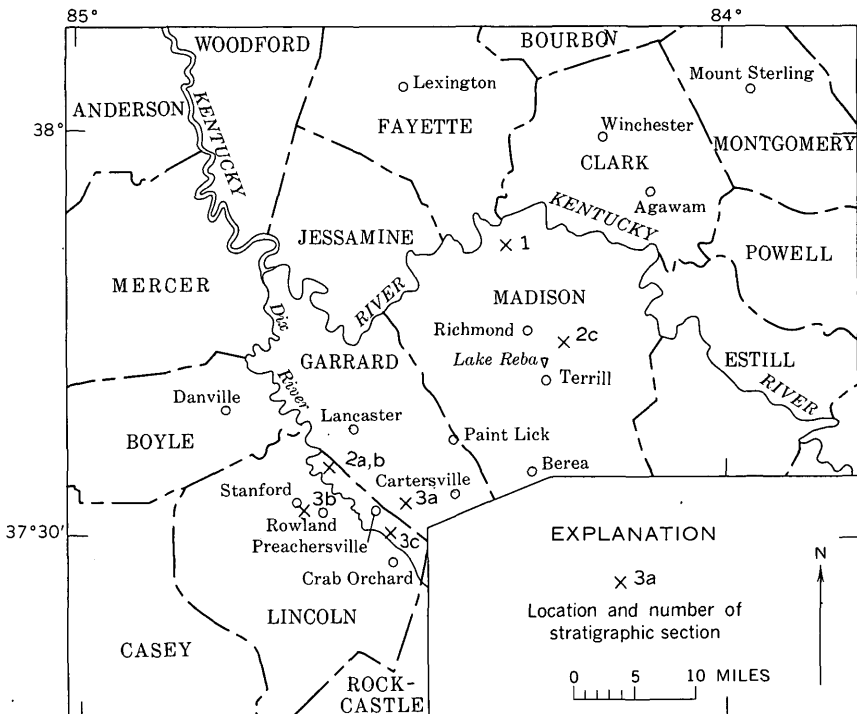 85°
84°
WOODFORD
BOURBON
Lexington
Mount Sterling
ANDERSON
KENTUCKY
FAYETTE
38°
Winchester
CLARK
MONTGOMERY
Agawam
KENTUCKY
JESSAMINE
1
POWELL
MERCER
RIVER
MADISON
Dix
Richmond
2c
GARRARD
Lake Reba
ESTILL
Terrill
RIVER
River
Danville
Lancaster
BOYLE
Paint Lick
2a,b
Berea
Cartersville
Stanford
3b
3a
Rowland
37°30'
Preachersville
3c
Crab Orchard
LINCOLN
CASEY
ROCK-
CASTLE
EXPLANATION
3a
Location and number of
stratigraphic section
N
0 5 10 MILES